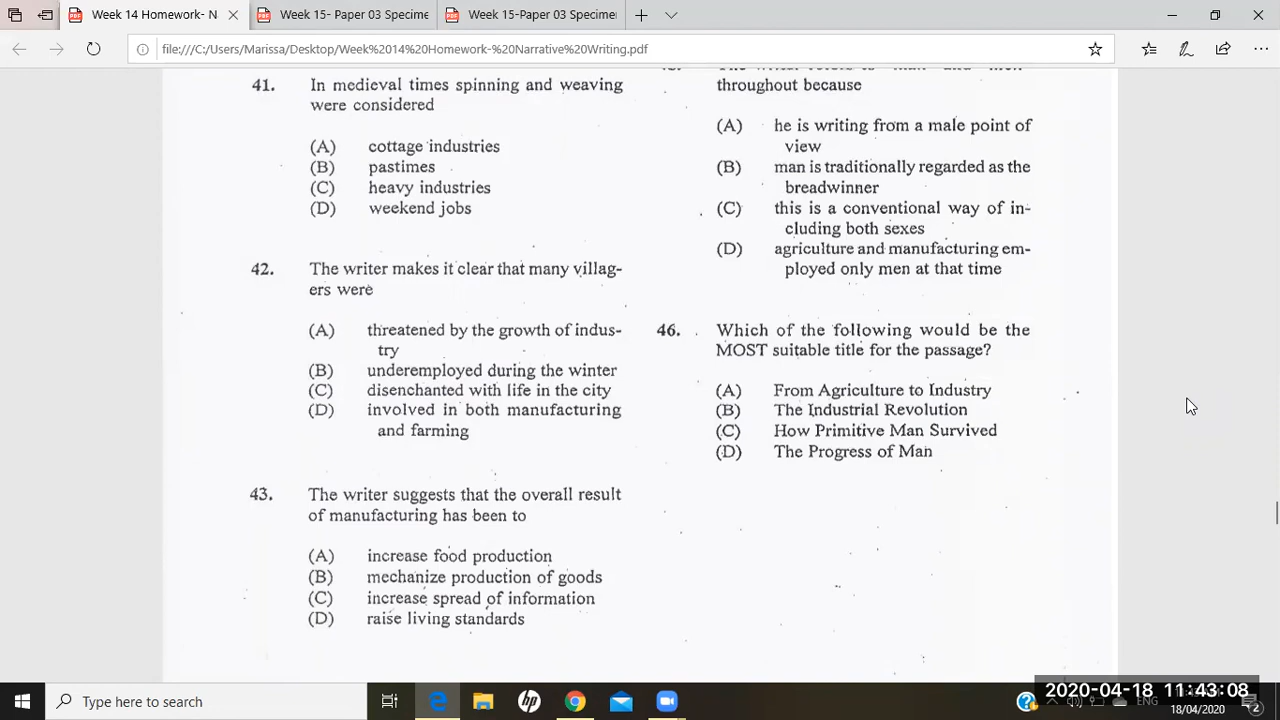 Week 14 Homework- N
Week 15- Paper 03 Specime
Week 15-Paper 03 Specime
file:///C:/Users/Marissa/Desktop/Week%2014%20Homework-%20Narrative%20Writing.pdf
41. In medieval times spinning and weaving
were considered
(A) cottage industries
(B) pastimes
(C) heavy industries
(D) weekend jobs
42. The writer makes it clear that many villag-
ers were
(A) threatened by the growth of indus-
try
(B) underemployed during the winter
(C) disenchanted with life in the city
(D) involved in both manufacturing
and farming
43. The writer suggests that the overall result
of manufacturing has been to
(A) increase food production
(B) mechanize production of goods
(C) increase spread of information
(D) raise living standards
throughout because
(A) he is writing from a male point of
view
(B) man is traditionally regarded as the
breadwinner
(C) this is a conventional way of in-
cluding both sexes
(D) agriculture and manufacturing em-
ployed only men at that time
46. Which of the following would be the
MOST suitable title for the passage?
(A) From Agriculture to Industry
(B) The Industrial Revolution
(C) How Primitive Man Survived
(D) The Progress of Man
Type here to search
2020-04-18 11:43:08
ENG
18/04/2020
2